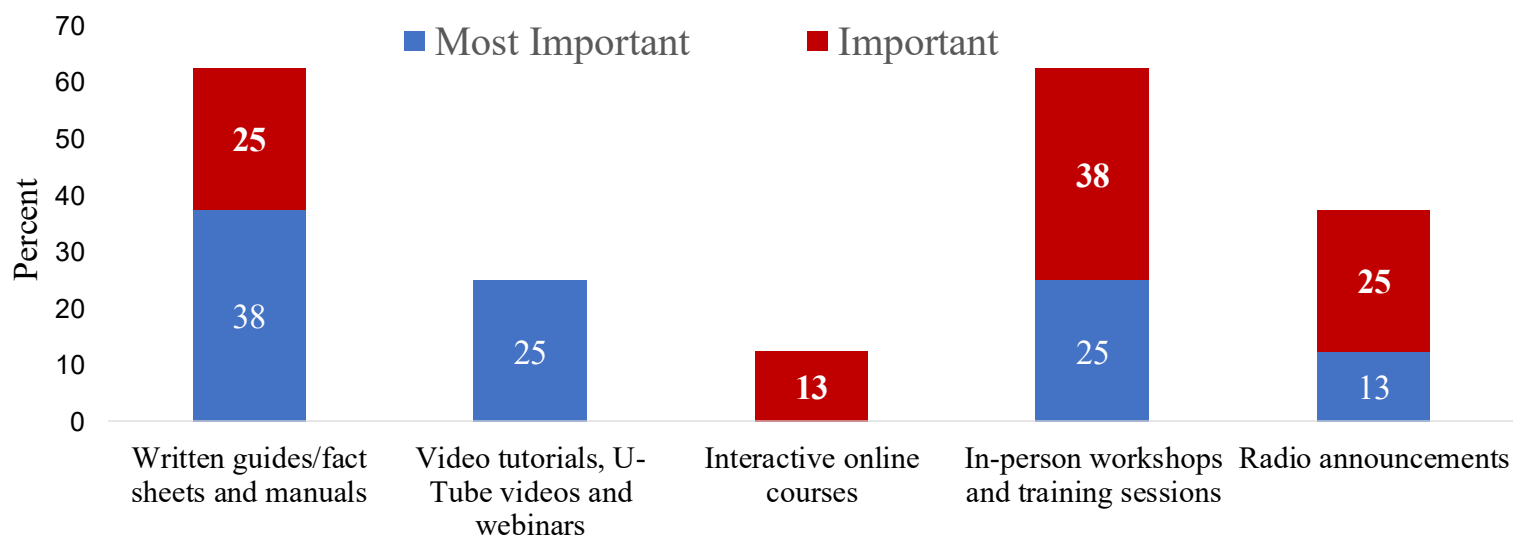 70
Most Important Important
60
50
40
30
20
10
0
Percent
25
38
25
13
38
25
25
13
Written guides/fact
sheets and manuals
Video tutorials, U-
Tube videos and
webinars
Interactive online
courses
In-person workshops
and training sessions
Radio announcements